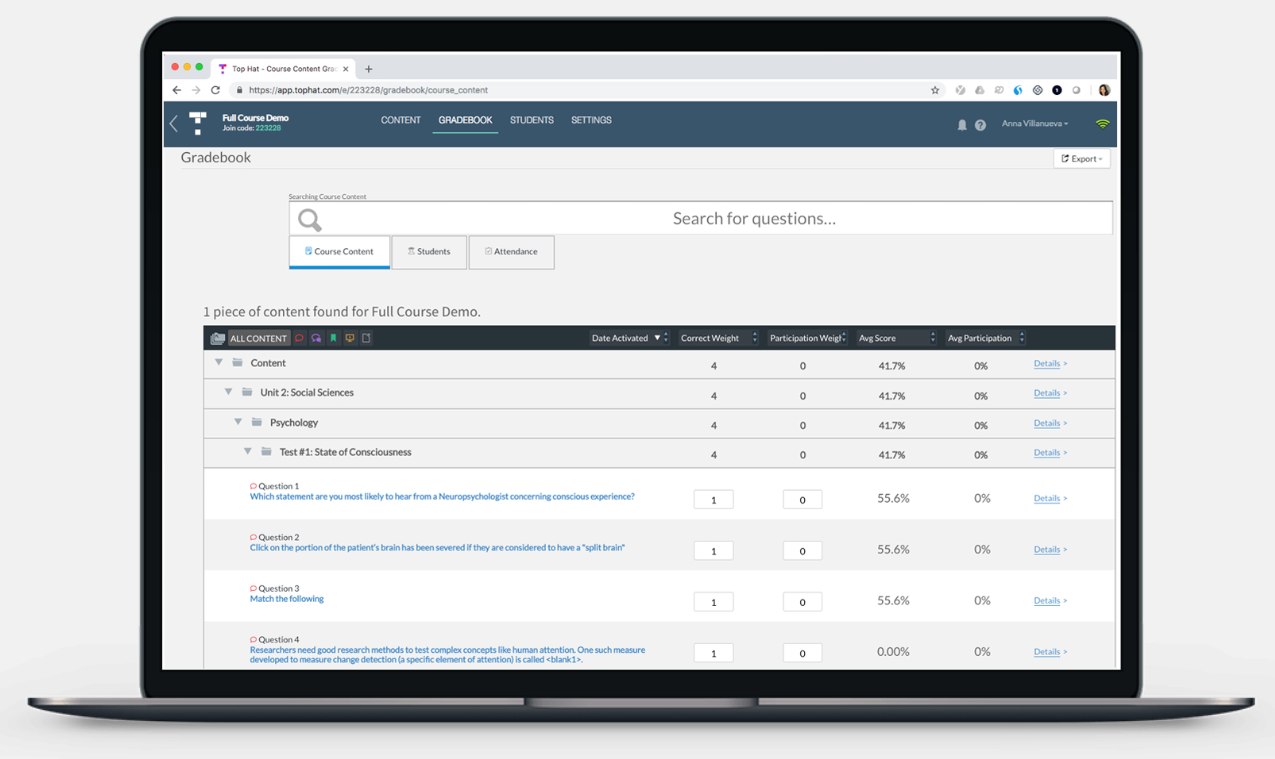 Top Hat - Course Content Gra
https://app.tophat.com/e/223228/gradebook/course_content
Full Course Demo
Join code: 223228
CONTENT GRADEBOOK STUDENTS SETTINGS
Anna Villanueva
Gradebook
Export
Searching Course Content
Search for questions...
Course Content Students Attendance
1 piece of content found for Full Course Demo.
ALL CONTENT Date Activated Correct Weight Participation Weigh Avg Score Avg Participation
Content 4 0 41.7% 0% Details >
Unit 2: Social Sciences 4 0 41.7% 0% Details >
Psychology 4 0 41.7% 0% Details >
Test #1: State of Consciousness 4 0 41.7% 0% Details >
Question 1
Which statement are you most likely to hear from a Neuropsychologist concerning conscious experience? 1 0 55.6% 0% Details >
Question 2
Click on the portion of the patient's brain has been severed if they are considered to have a "split brain" 1 0 55.6% 0% Details >
Question 3
Match the following 1 0 55.6% 0% Details >
Question 4
Researchers need good research methods to test complex concepts like human attention. One such measure 1 0 0.00% 0% Details >
developed to measure change detection (a specific element of attention) is called <blank1>.